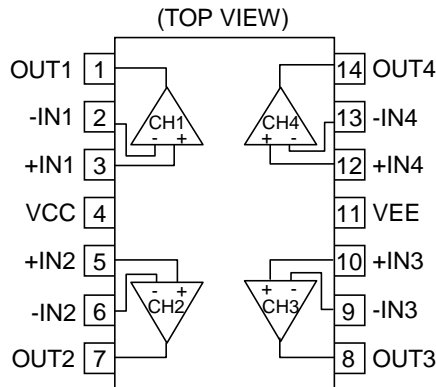 (TOP VIEW)
OUT1 1 14 OUT4
-IN1 2 CH1 - + CH4 + - 13 -IN4
+IN1 3 12 +IN4
VCC 4 11 VEE
+IN2 5 10 +IN3
-IN2 6 - + CH2 + - CH3 9 -IN3
OUT2 7 8 OUT3